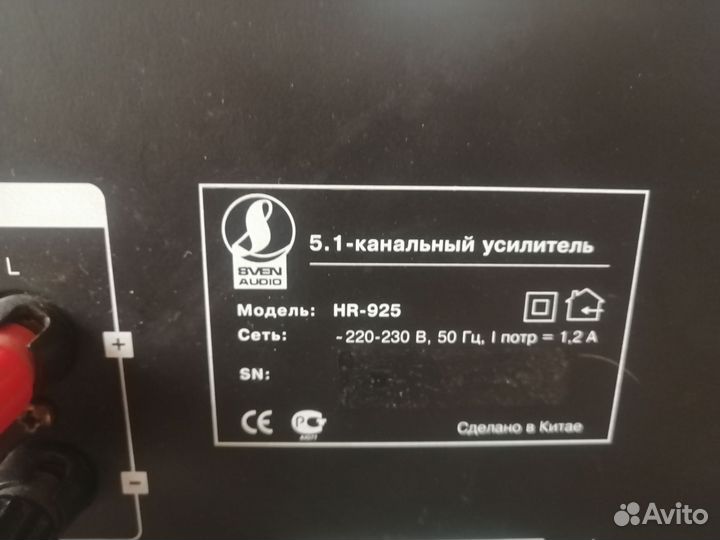 L
+
-
SVEN
AUDIO
5.1-канальный усилитель
Модель: HR-925
Сеть: ~220-230 В, 50 Гц, I потр = 1,2 А
SN:
CE
Сделано в Китае
Avito